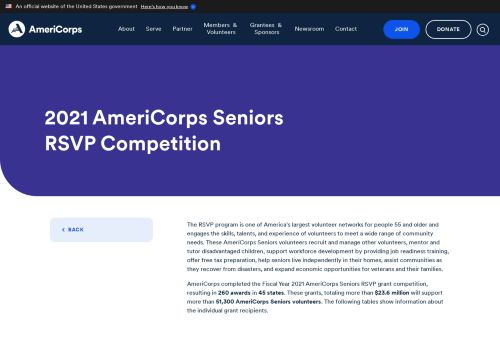 An official website of the United States government Here's how you know
AmeriCorps
About Serve Partner Members & Volunteers Grantees & Sponsors Newsroom Contact JOIN DONATE
2021 AmeriCorps Seniors
RSVP Competition
BACK
The RSVP program is one of America's largest volunteer networks for people 55 and older and
engages the skills, talents, and experience of volunteers to meet a wide range of community
needs. These AmeriCorps Seniors volunteers recruit and manage other volunteers, mentor and
tutor disadvantaged children, support workforce development by providing job readiness training,
offer free tax preparation, help seniors live independently in their homes, assist communities as
they recover from disasters, and expand economic opportunities for veterans and their families.
AmeriCorps completed the Fiscal Year 2021 AmeriCorps Seniors RSVP grant competition,
resulting in 260 awards in 45 states. These grants, totaling more than $23.6 million will support
more than 51,300 AmeriCorps Seniors volunteers. The following tables show information about
the individual grant recipients.